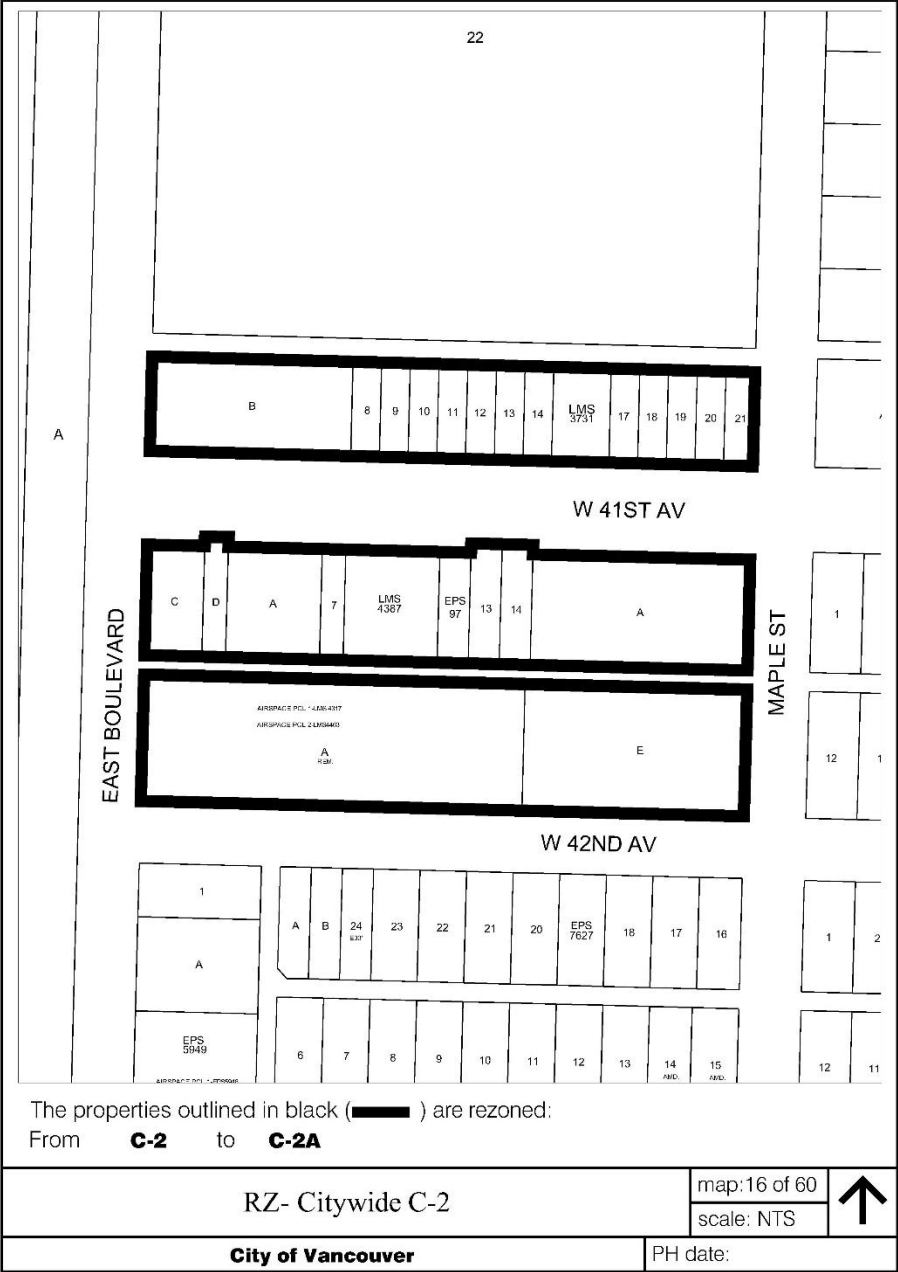 22
A
B
8
9
10
11
12
13
14
LMS
3731
17
18
19
20
21
W 41ST AV
C
D
A
7
LMS
4387
EPS
97
13
14
A
1
EAST BOULEVARD
MAPLE ST
A
REM.
E
12
W 42ND AV
1
A
EPS
5949
A
B
24
23
22
21
20
EPS
7627
18
17
16
1
2
6
7
8
9
10
11
12
13
14
AMD.
15
AMD.
12
11
The properties outlined in black ( ) are rezoned:
From C-2 to C-2A
RZ- Citywide C-2
map:16 of 60
scale: NTS
City of Vancouver
PH date: